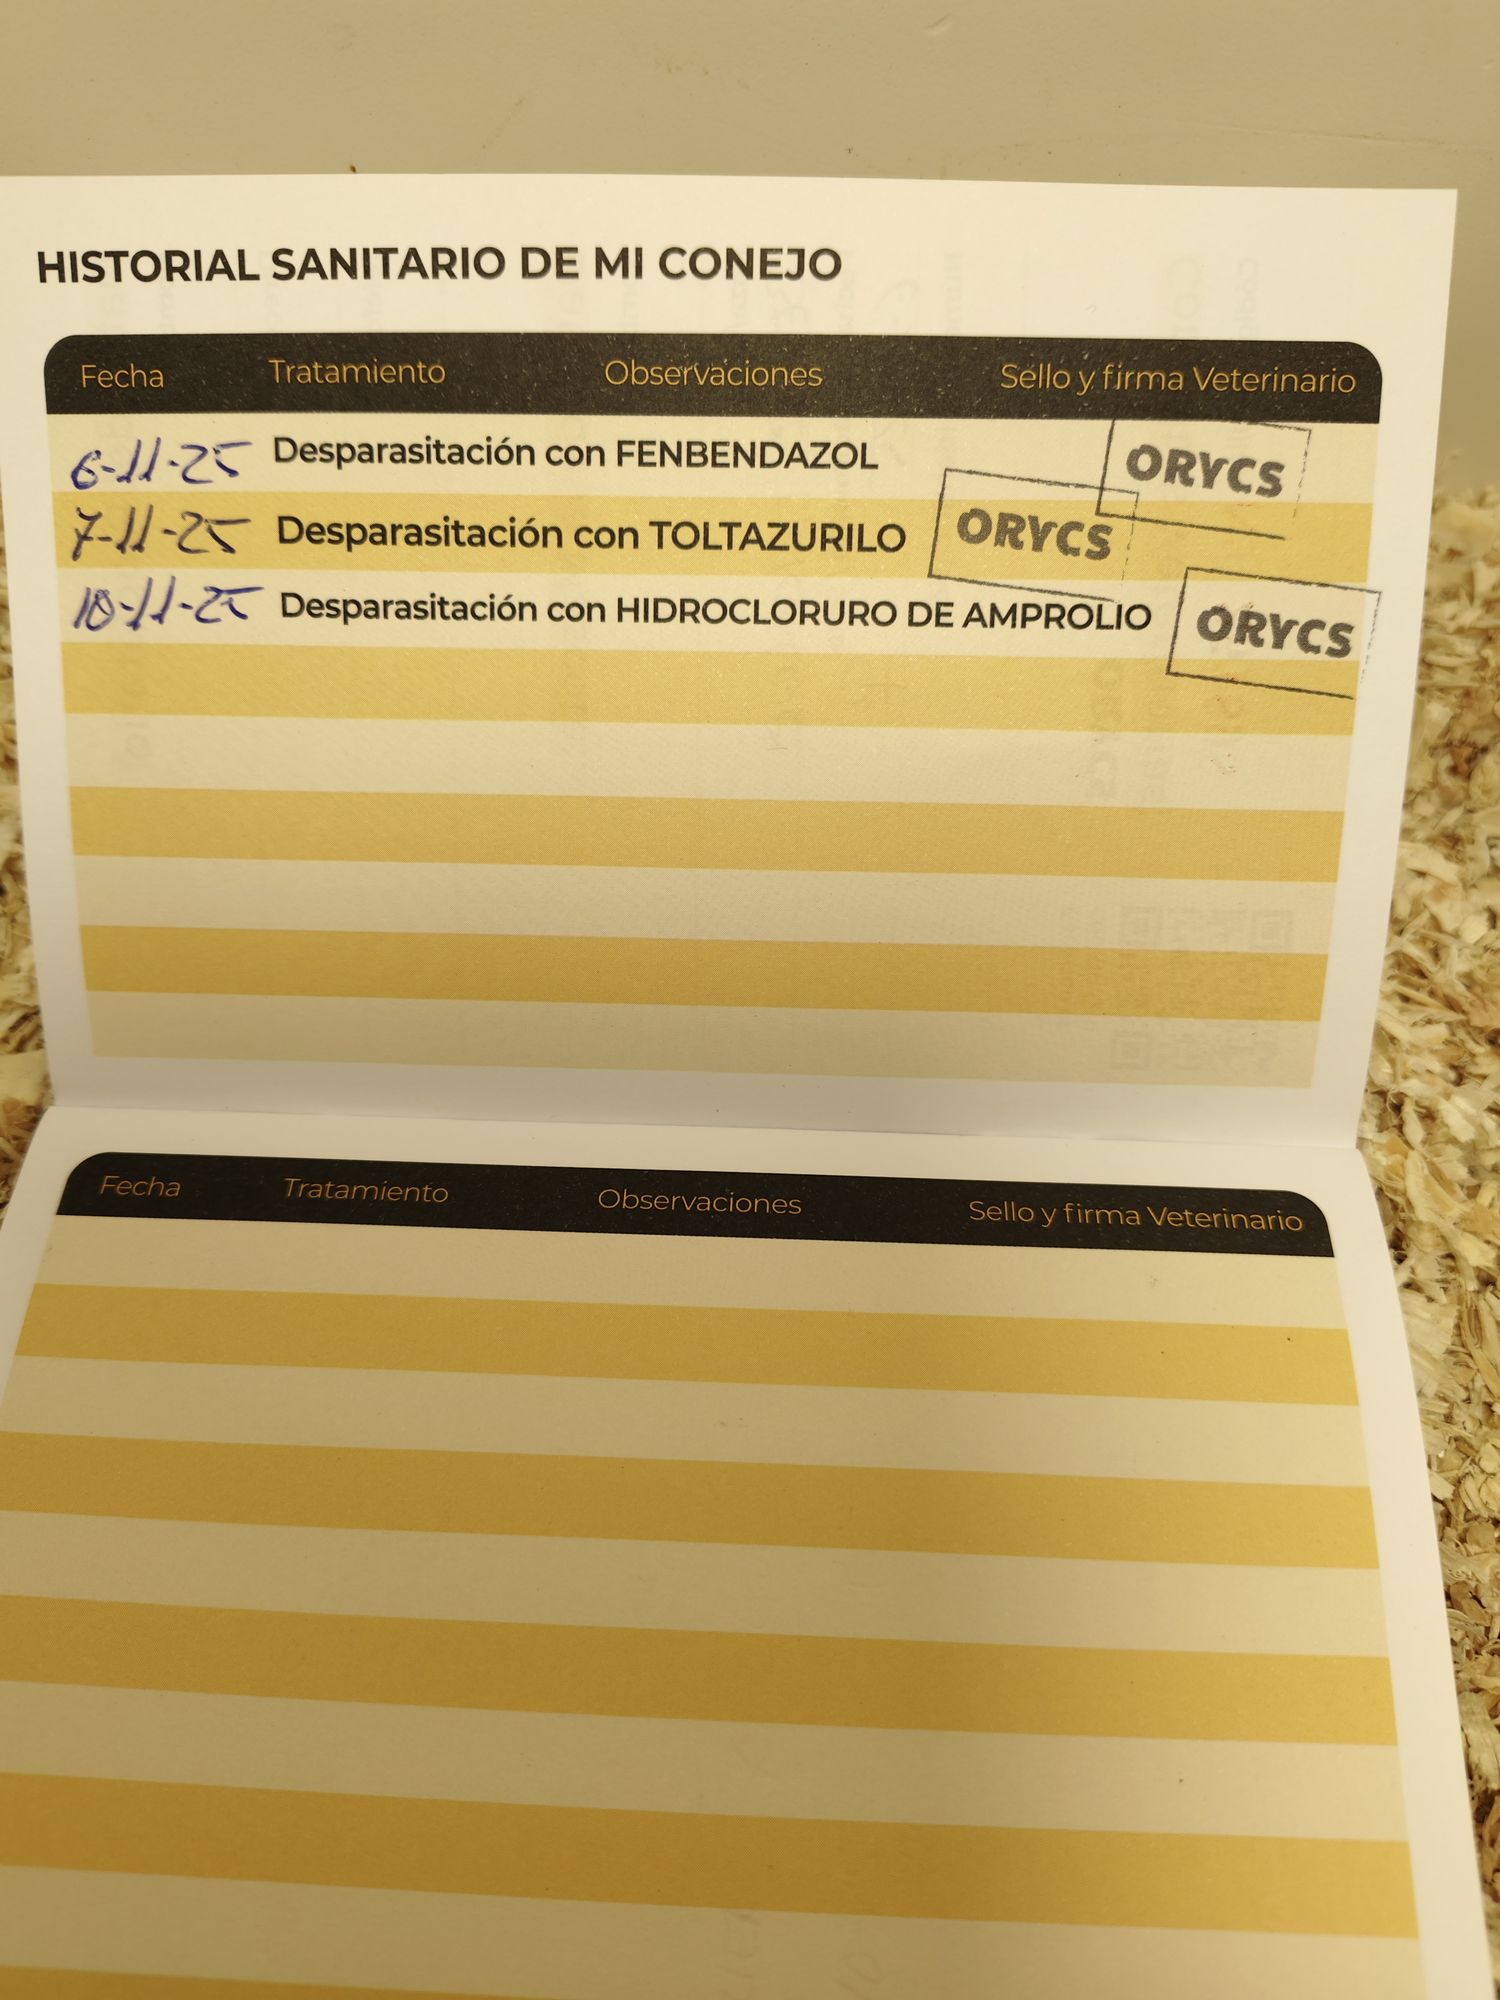 HISTORIAL SANITARIO DE MI CONEJO
Fecha Tratamiento Observaciones Sello y firma Veterinario
6-11-25 Desparasitación con FENBENDAZOL ORYCS
7-11-25 Desparasitación con TOLTAZURILO ORYCS
10-11-25 Desparasitación con HIDROCLORURO DE AMPROLIO ORYCS
Fecha Tratamiento Observaciones Sello y firma Veterinario